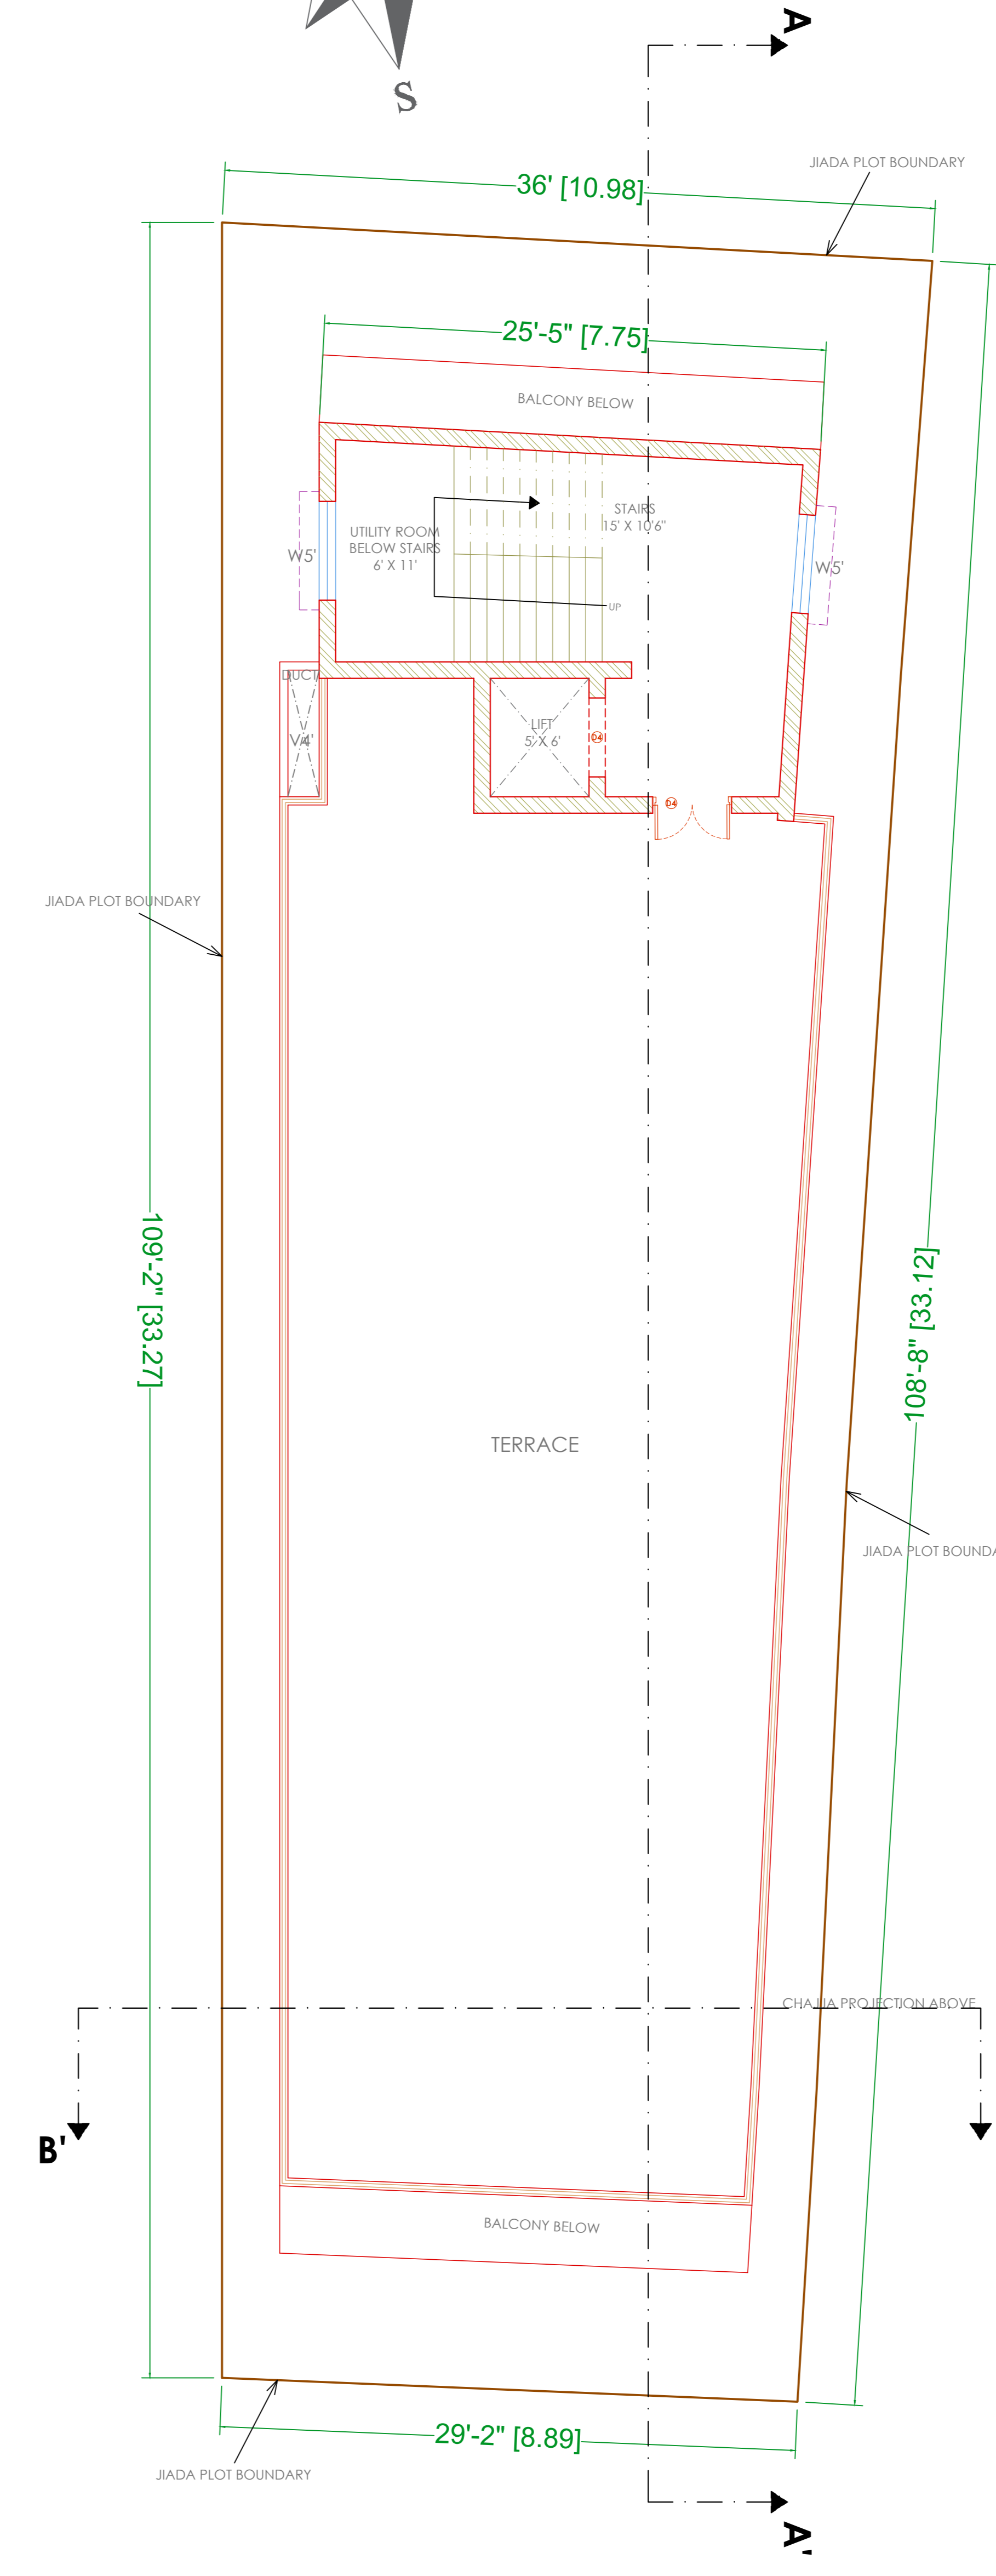 S
A
JIADA PLOT BOUNDARY
36' [10.98]
25'-5" [7.75]
BALCONY BELOW
STAIRS
15' X 10'6"
UTILITY ROOM
BELOW STAIRS
6' X 11'
W5'
W5'
UP
DUCT
V4'
LIFT
5' X 6'
D4
D4
JIADA PLOT BOUNDARY
109'-2" [33.27]
108'-8" [33.12]
TERRACE
JIADA PLOT BOUNDA
CHAJJA PROJECTION ABOVE
B'
BALCONY BELOW
29'-2" [8.89]
JIADA PLOT BOUNDARY
A'